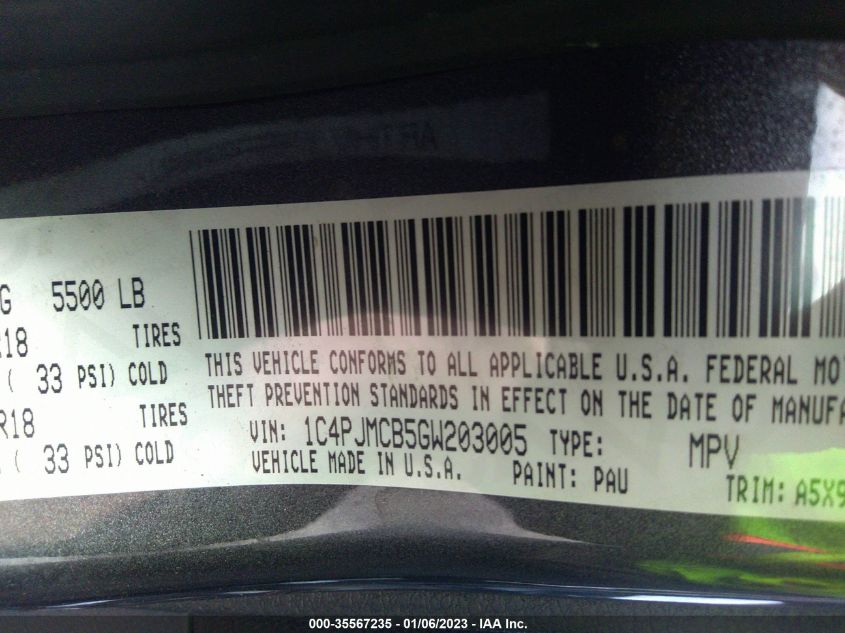 G 5500 LB
R18 TIRES
( 33 PSI) COLD
R18 TIRES
( 33 PSI) COLD
THIS VEHICLE CONFORMS TO ALL APPLICABLE U.S.A. FEDERAL MO
THEFT PREVENTION STANDARDS IN EFFECT ON THE DATE OF MANUFA
VIN: 1C4PJMCB5GW203005 TYPE: MPV
VEHICLE MADE IN U.S.A. PAINT: PAU TRIM: A5X9
000-35567235 - 01/06/2023 - IAA Inc.